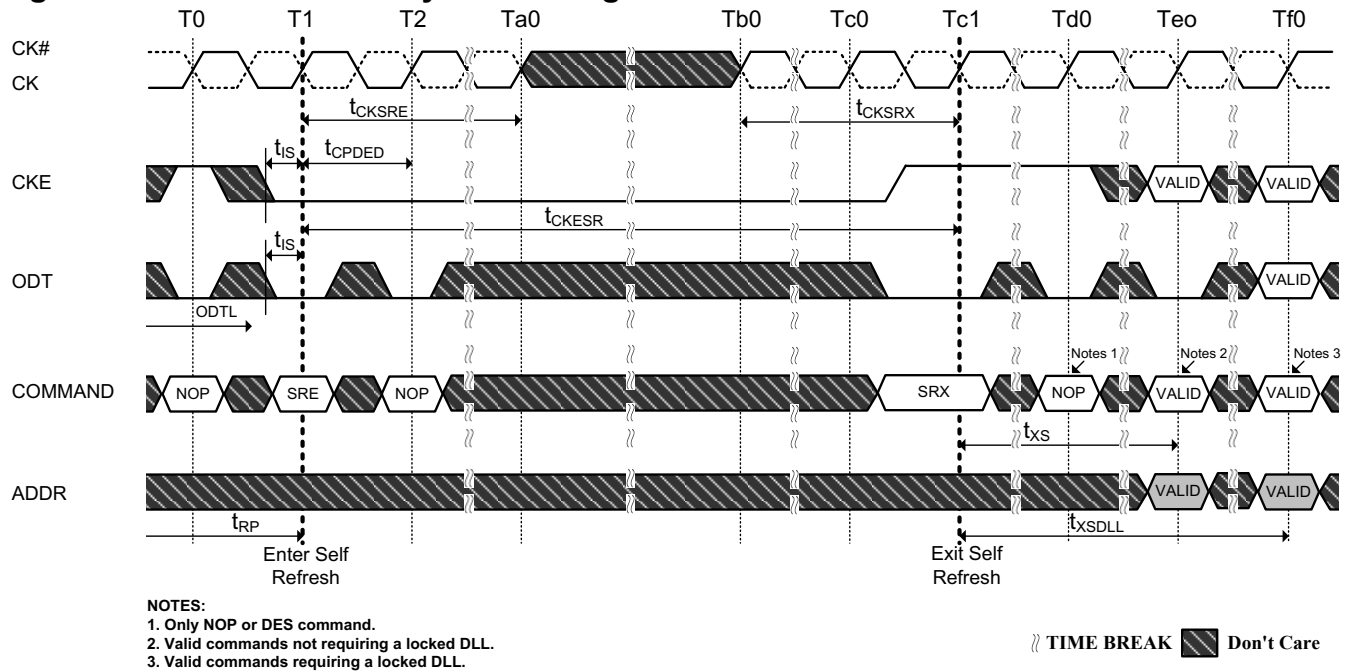 T0 T1 T2 Ta0 Tb0 Tc0 Tc1 Td0 Teo Tf0
CK#
CK
tCKSRE tCKSRX
tIS tCPDED
CKE VALID VALID
tCKESR
tIS
ODT VALID
ODTL
Notes 1 Notes 2 Notes 3
COMMAND NOP SRE NOP SRX NOP VALID VALID
tXS
ADDR VALID VALID
tRP tXSDLL
Enter Self Refresh
Exit Self Refresh
NOTES:
1. Only NOP or DES command.
2. Valid commands not requiring a locked DLL.
3. Valid commands requiring a locked DLL.
TIME BREAK Don't Care